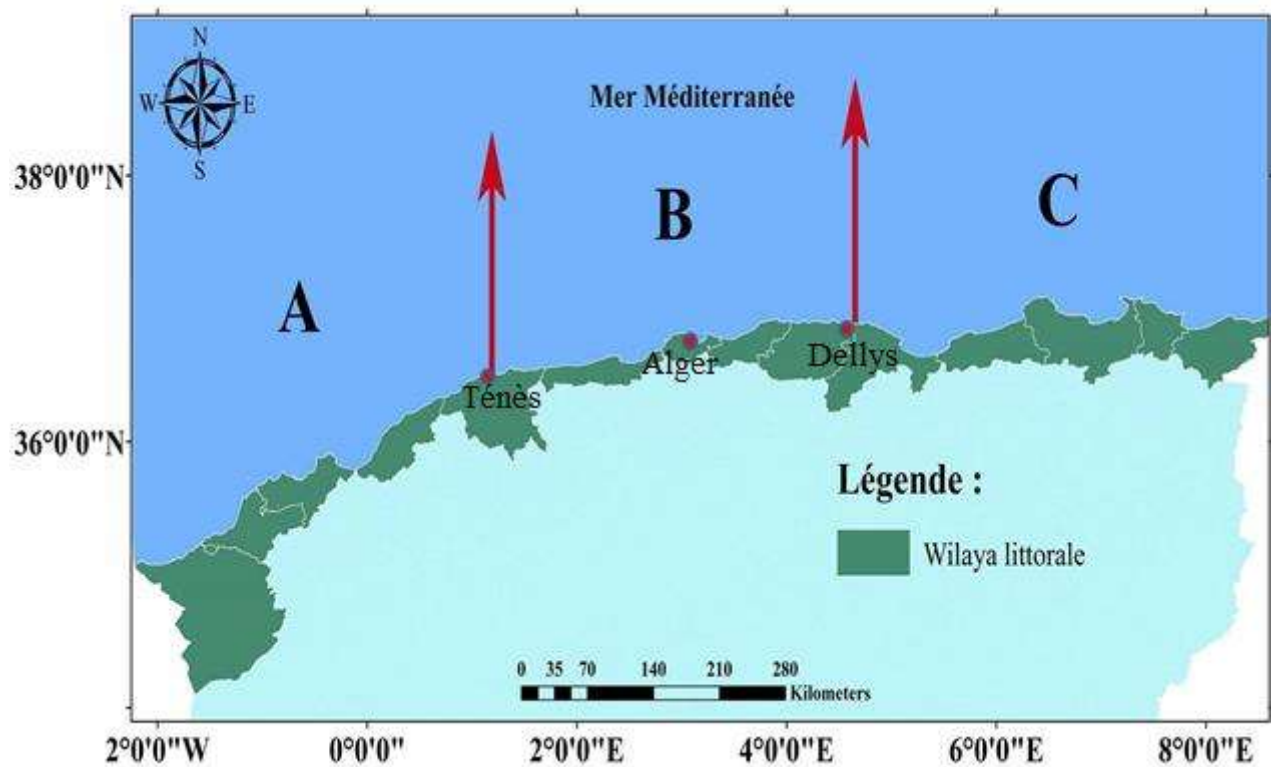 N
W E
S
Mer Méditerranée
38°0'0"N
A
B
C
Ténès
Alger
Dellys
36°0'0"N
Légende :
Wilaya littorale
0 35 70 140 210 280
Kilometers
2°0'0"W 0°0'0" 2°0'0"E 4°0'0"E 6°0'0"E 8°0'0"E